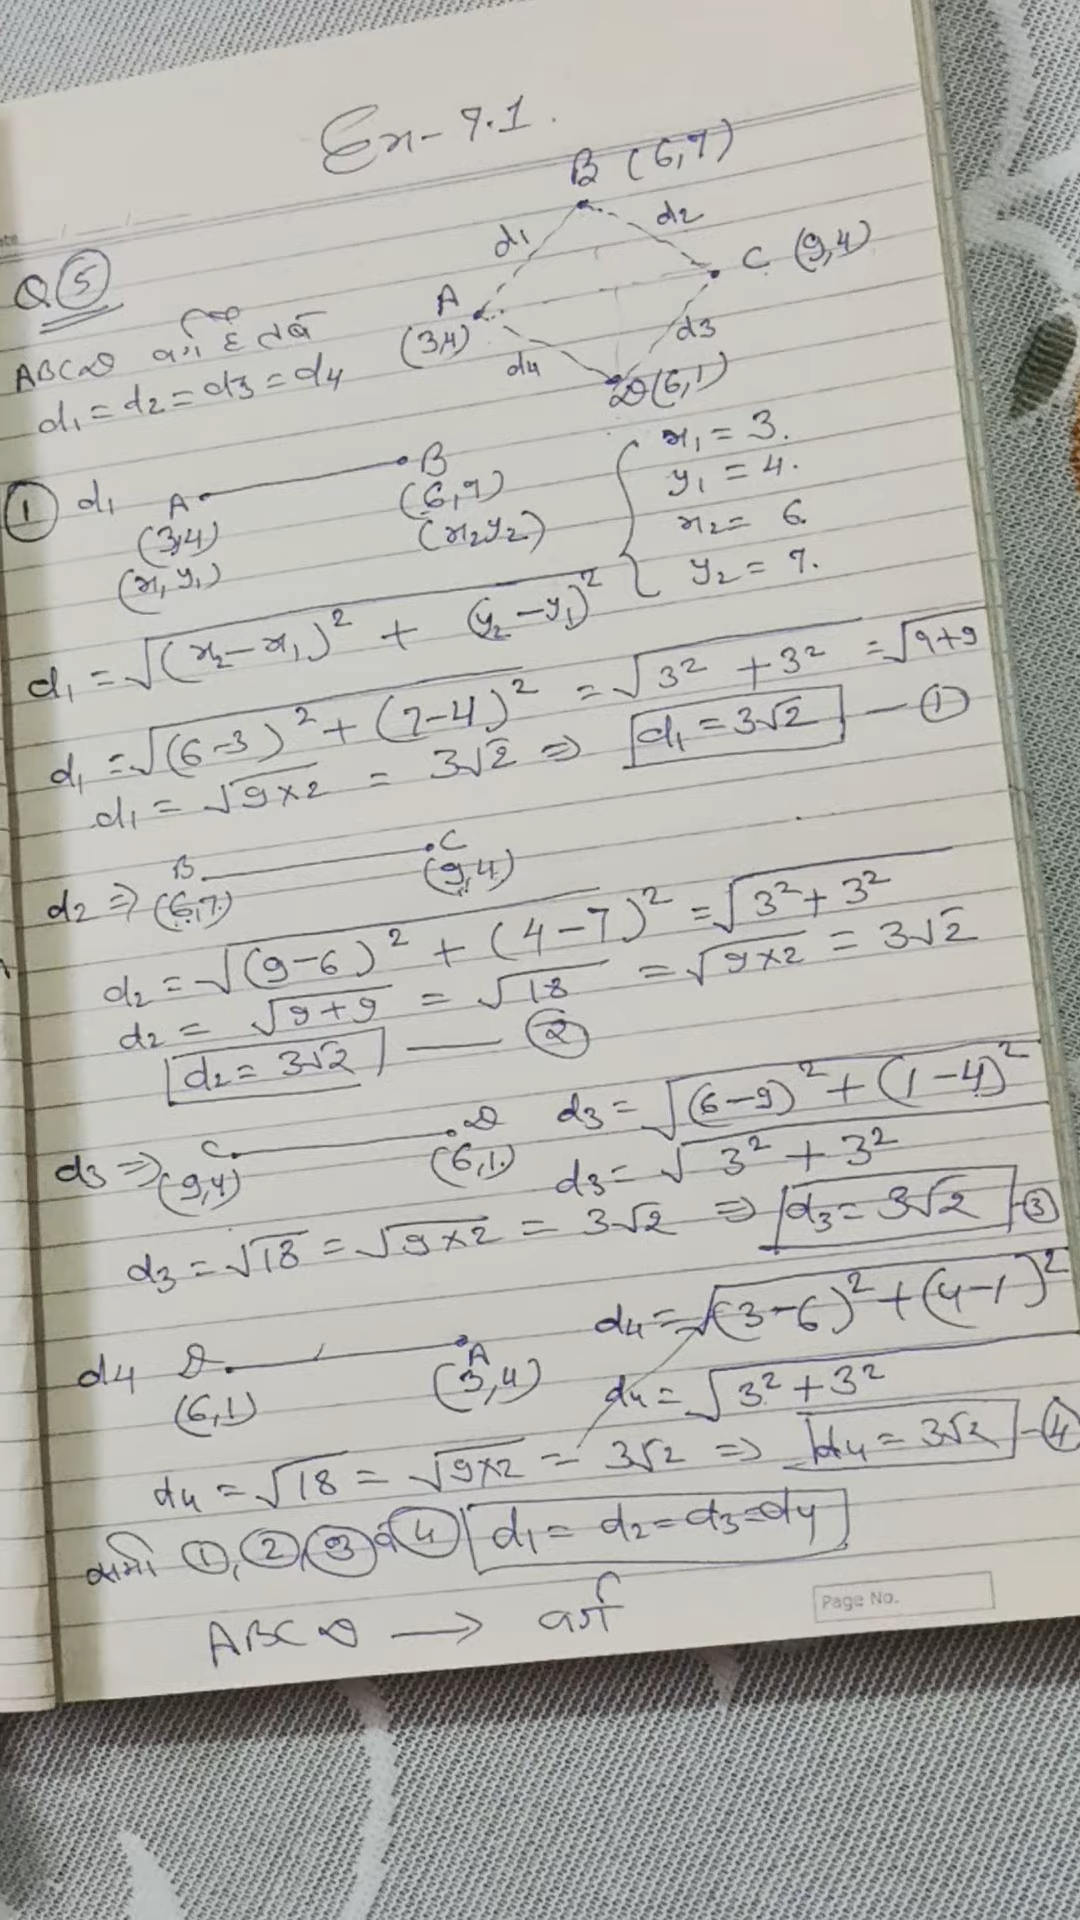 Ex-7.1.
B (6,7)
d1 d2
C (9,4)
A
(3,4)
d4 d3
D(6,1)
Q. 5
ABCD वर्ग है तब
d1 = d2 = d3 = d4
① d1 A B
(3,4) (6,7)
(x1 y1) (x2 y2)
x1 = 3.
y1 = 4.
x2 = 6.
y2 = 7.
d1 = √(x2-x1)² + (y2-y1)²
d1 = √(6-3)² + (7-4)² = √3² + 3² = √9+9
d1 = √9×2 = 3√2 ⇒ d1 = 3√2 — ①
d2 ⇒ B C
(6,7) (9,4)
d2 = √(9-6)² + (4-7)² = √3² + 3²
d2 = √9+9 = √18 = √9×2 = 3√2
d2 = 3√2 — ②
d3 ⇒ C D
(9,4) (6,1)
d3 = √(6-9)² + (1-4)²
d3 = √3² + 3²
d3 = √18 = √9×2 = 3√2 ⇒ d3 = 3√2 -③
d4 D A
(6,1) (3,4)
d4 = √(3-6)² + (4-1)²
d4 = √3² + 3²
d4 = √18 = √9×2 = 3√2 ⇒ d4 = 3√2 -④
समी ①, ②, ③ व ④ d1 = d2 = d3 = d4
ABCD → वर्ग
Page No.